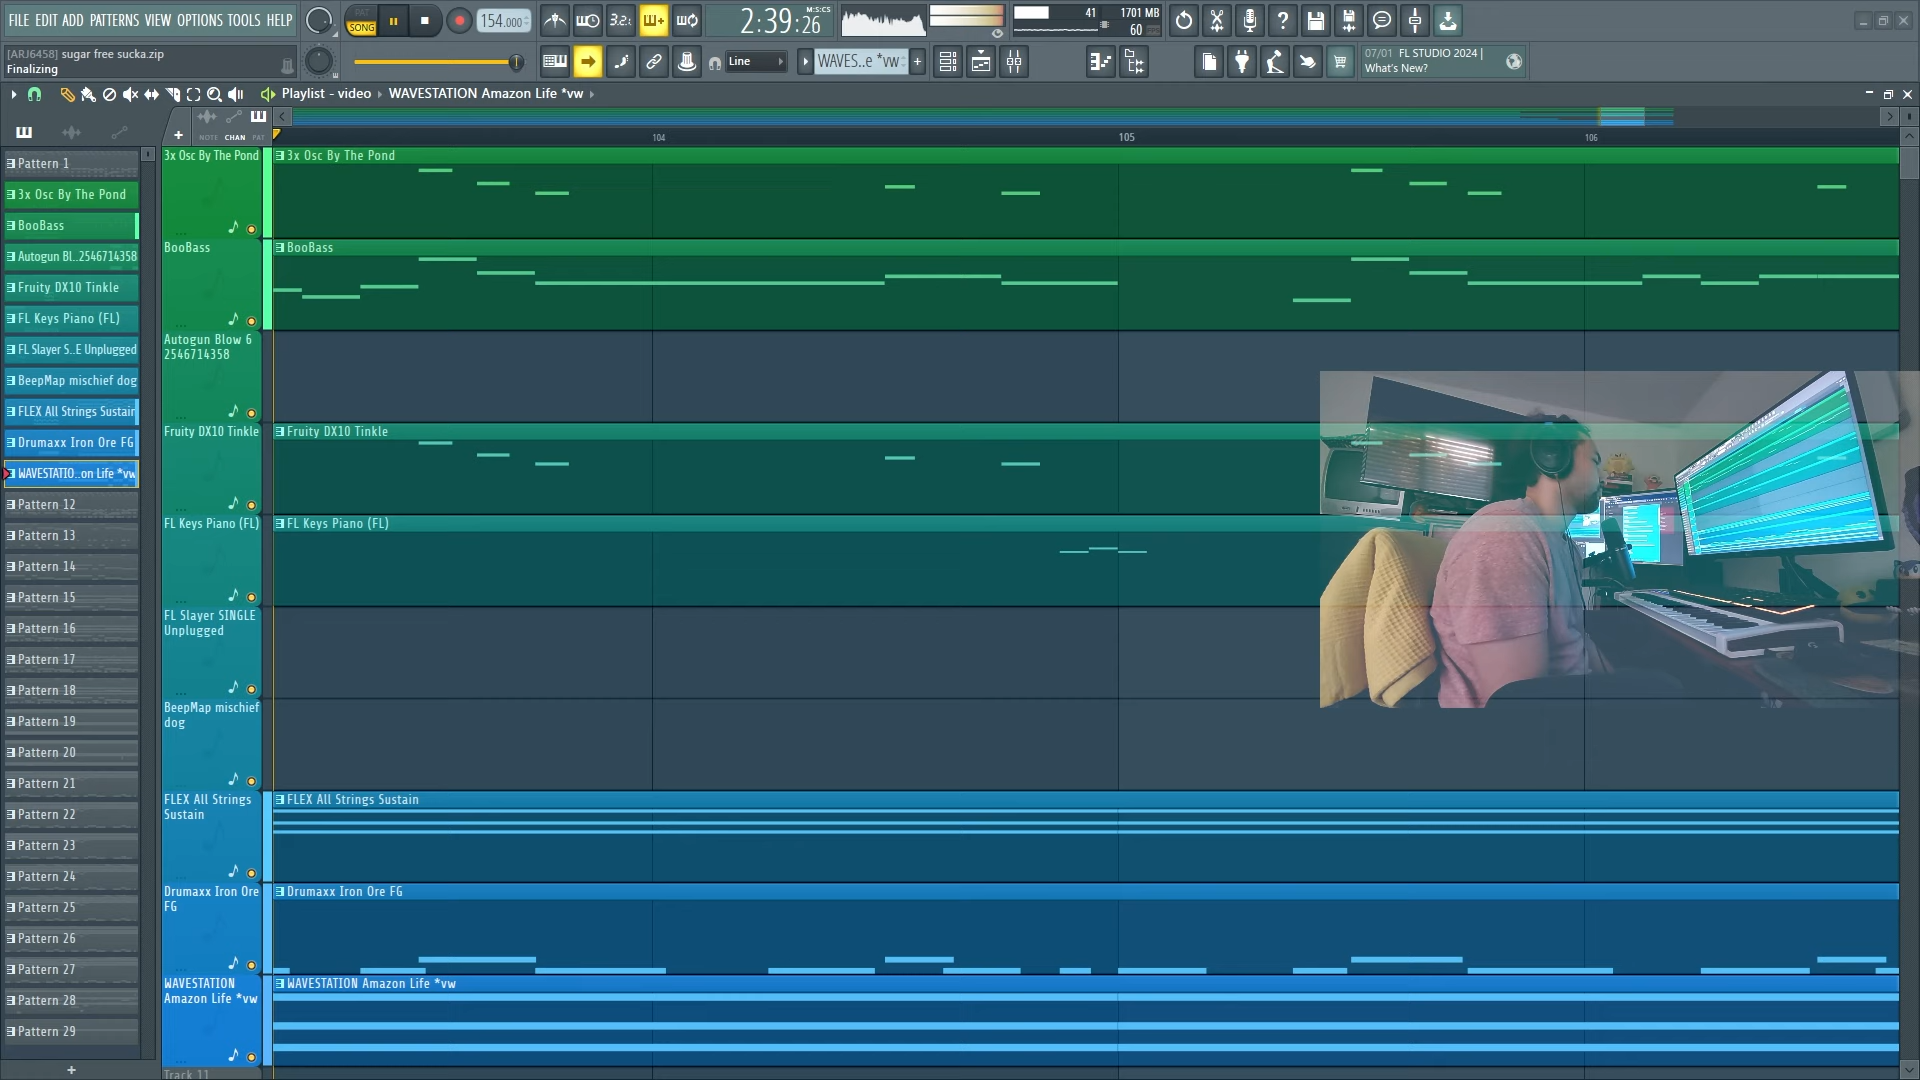 FILE EDIT ADD PATTERNS VIEW OPTIONS TOOLS HELP
PAT
SONG
154.000
3.2.
2:39:26
M:S:CS
41
1701 MB
60
[ARJ6458] sugar free sucka.zip
Finalizing
Line
WAVES..e *vw
+
07/01 FL STUDIO 2024 |
What's New?
Playlist - video
WAVESTATION Amazon Life *vw
NOTE CHAN PAT
104
105
106
Pattern 1
3x Osc By The Pond
BooBass
Autogun Bl..2546714358
Fruity DX10 Tinkle
FL Keys Piano (FL)
FL Slayer S..E Unplugged
BeepMap mischief dog
FLEX All Strings Sustain
Drumaxx Iron Ore FG
WAVESTATIO..on Life *vw
Pattern 12
Pattern 13
Pattern 14
Pattern 15
Pattern 16
Pattern 17
Pattern 18
Pattern 19
Pattern 20
Pattern 21
Pattern 22
Pattern 23
Pattern 24
Pattern 25
Pattern 26
Pattern 27
Pattern 28
Pattern 29
+
3x Osc By The Pond
3x Osc By The Pond
BooBass
BooBass
Autogun Blow 6
2546714358
Fruity DX10 Tinkle
Fruity DX10 Tinkle
FL Keys Piano (FL)
FL Keys Piano (FL)
FL Slayer SINGLE
Unplugged
BeepMap mischief
dog
FLEX All Strings
Sustain
FLEX All Strings Sustain
Drumaxx Iron Ore
FG
Drumaxx Iron Ore FG
WAVESTATION
Amazon Life *vw
WAVESTATION Amazon Life *vw
Track 11